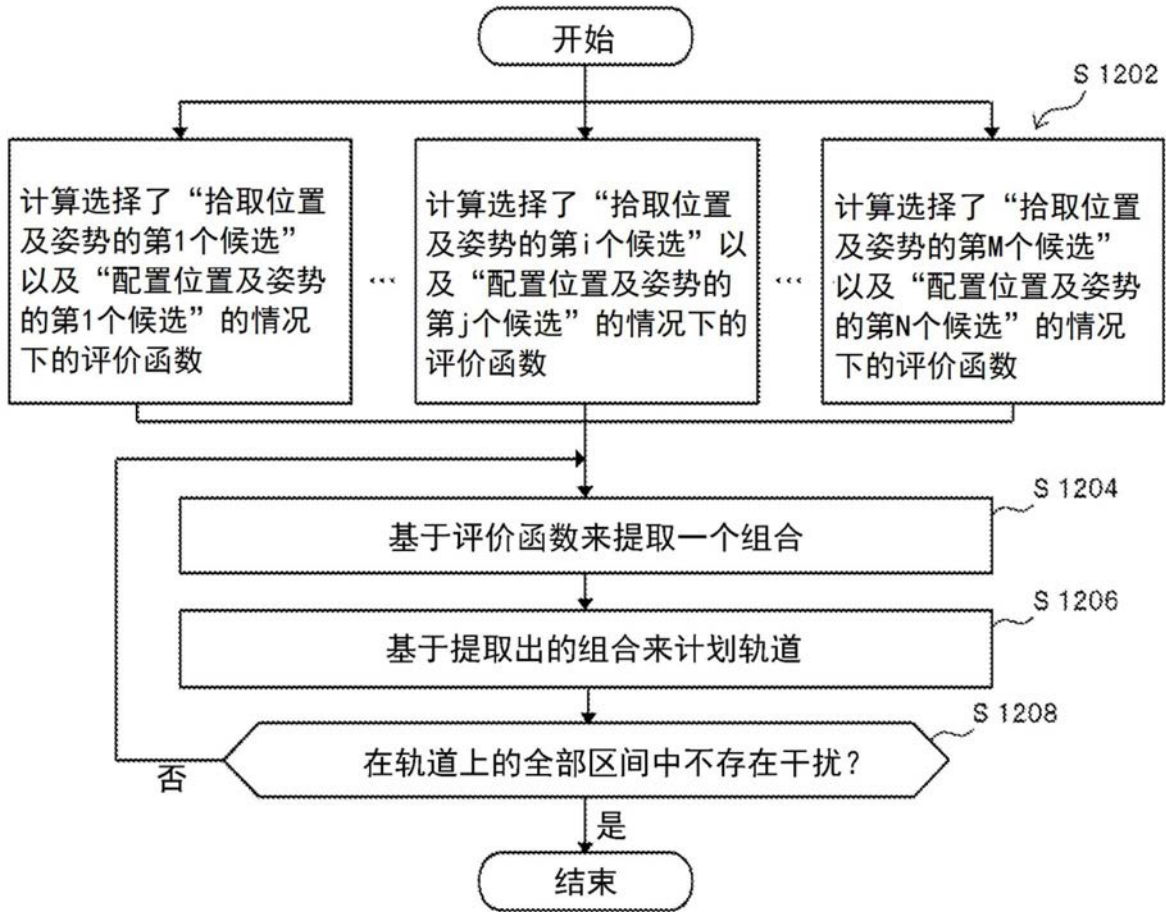 开始
S 1202
计算选择了“拾取位置
及姿势的第1个候选”
以及“配置位置及姿势
的第1个候选”的情况
下的评价函数
…
计算选择了“拾取位置
及姿势的第i个候选”以
及“配置位置及姿势的
第j个候选”的情况下的
评价函数
…
计算选择了“拾取位置
及姿势的第M个候选”
以及“配置位置及姿势
的第N个候选”的情况
下的评价函数
S 1204
基于评价函数来提取一个组合
S 1206
基于提取出的组合来计划轨道
S 1208
在轨道上的全部区间中不存在干扰？
否
是
结束